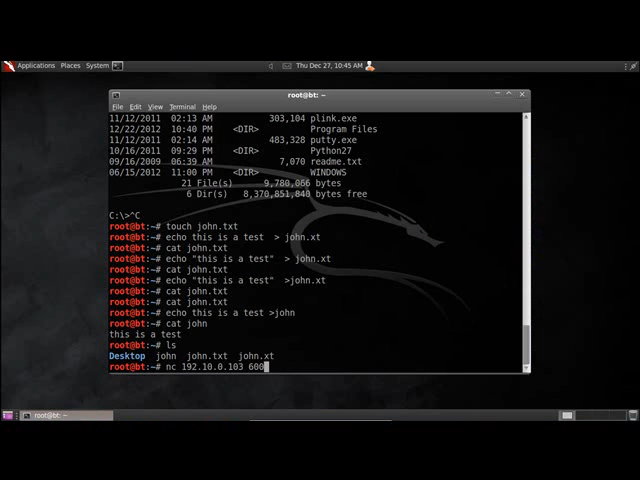 Applications Places System Thu Dec 27, 10:45 AM
root@bt: ~
File Edit View Terminal Help
11/12/2011 02:13 AM 303,104 plink.exe
12/22/2012 10:40 PM <DIR> Program Files
11/12/2011 02:14 AM 483,328 putty.exe
10/16/2011 09:29 PM <DIR> Python27
09/16/2009 06:39 AM 7,070 readme.txt
06/15/2012 11:00 PM <DIR> WINDOWS
21 File(s) 9,780,066 bytes
6 Dir(s) 8,370,851,840 bytes free
C:\>^C
root@bt:~# touch john.txt
root@bt:~# echo this is a test > john.xt
root@bt:~# cat john.txt
root@bt:~# echo "this is a test" > john.xt
root@bt:~# cat john.txt
root@bt:~# echo "this is a test" >john.xt
root@bt:~# cat john.txt
root@bt:~# cat john.txt
root@bt:~# echo this is a test >john
root@bt:~# cat john
this is a test
root@bt:~# ls
Desktop john john.txt john.xt
root@bt:~# nc 192.10.0.103 600
root@bt: ~